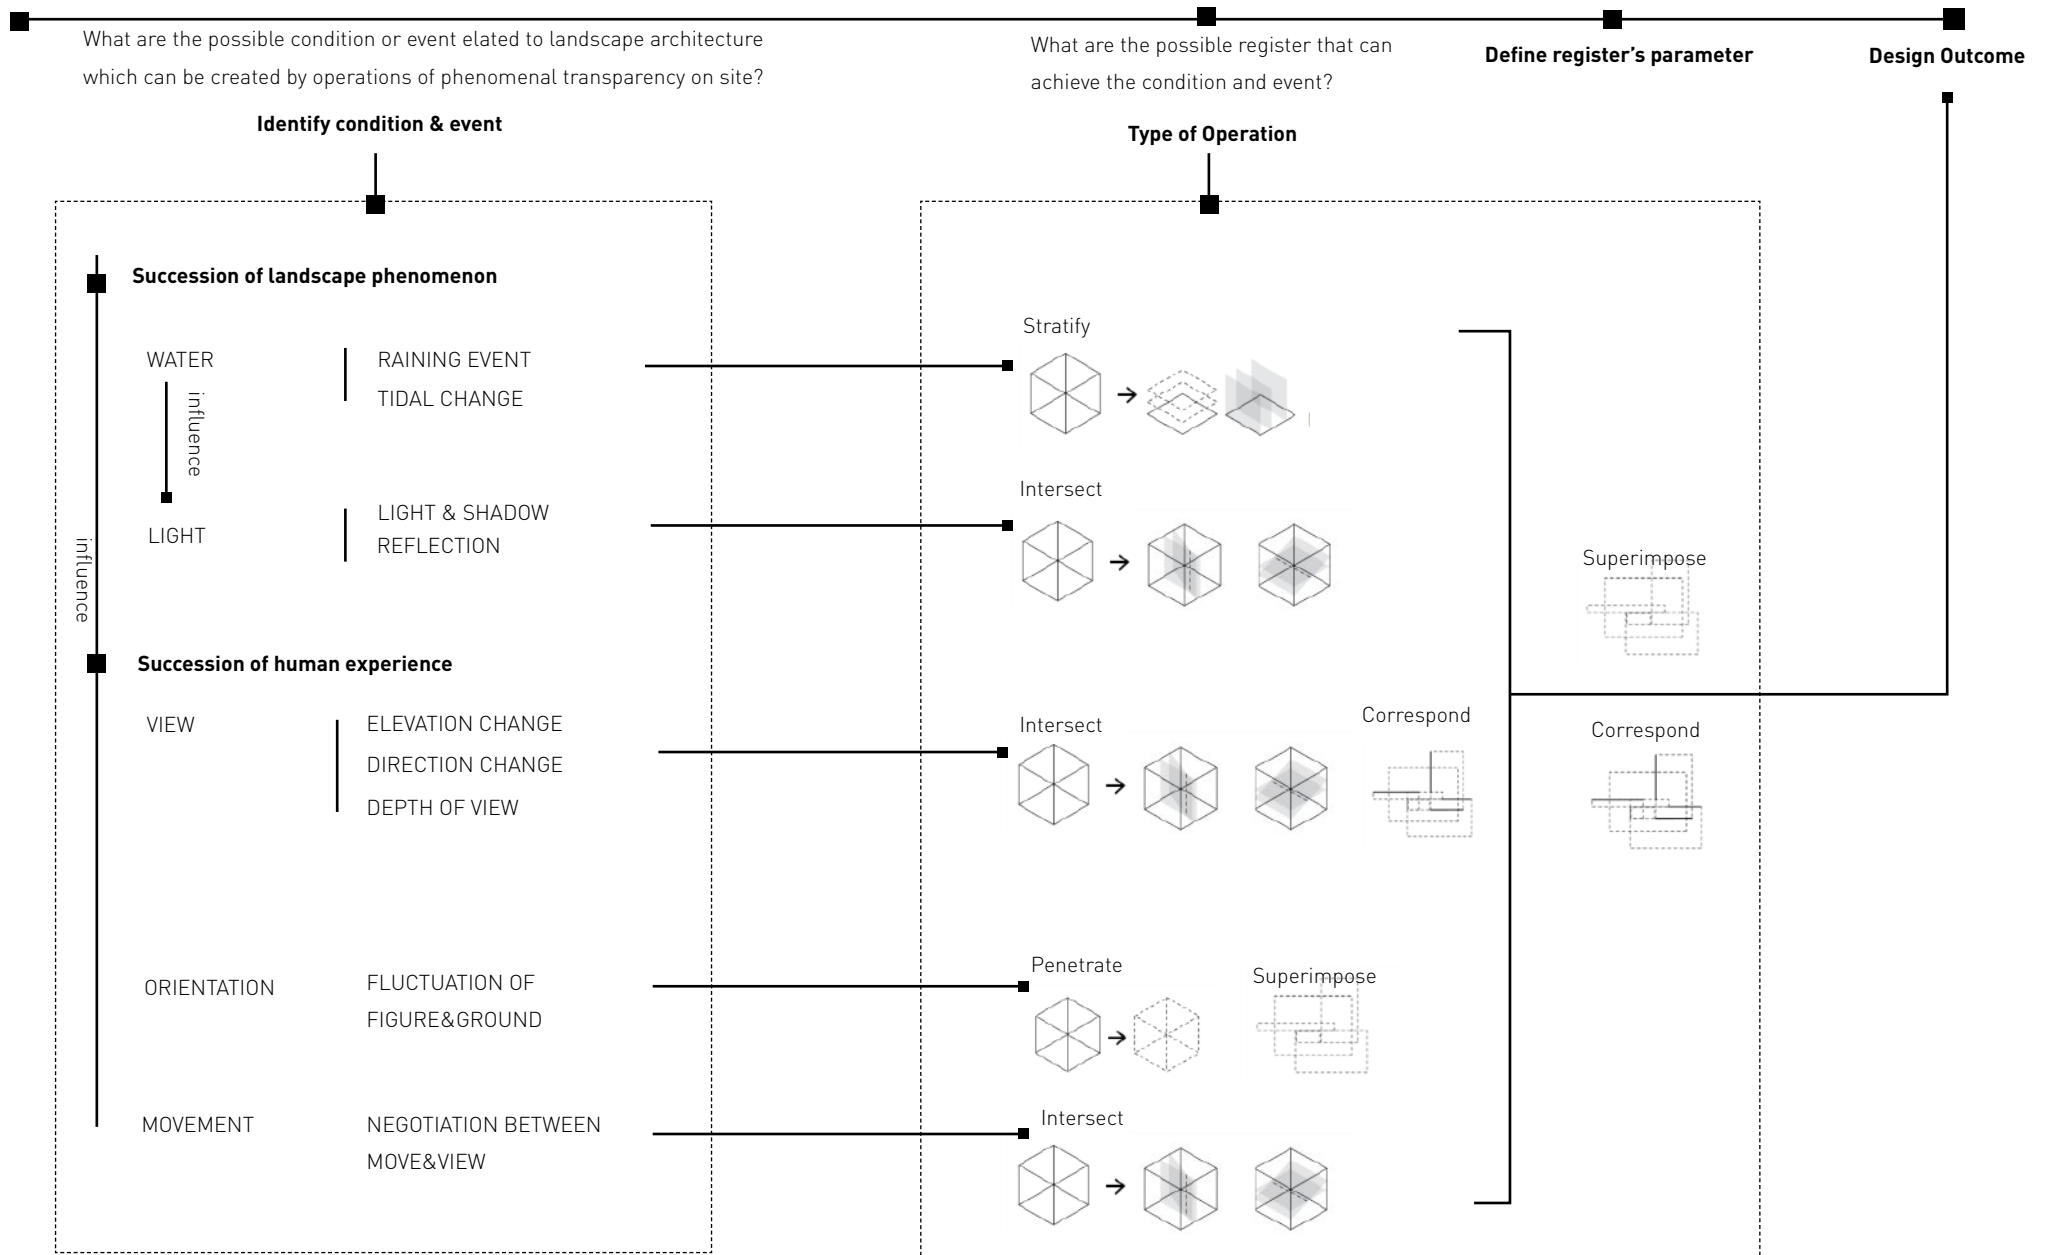 What are the possible condition or event elated to landscape architecture
which can be created by operations of phenomenal transparency on site?
What are the possible register that can
achieve the condition and event?
Define register's parameter
Design Outcome
Identify condition & event
Type of Operation
Succession of landscape phenomenon
WATER
RAINING EVENT
TIDAL CHANGE
influence
LIGHT
LIGHT & SHADOW
REFLECTION
influence
Succession of human experience
VIEW
ELEVATION CHANGE
DIRECTION CHANGE
DEPTH OF VIEW
ORIENTATION
FLUCTUATION OF
FIGURE&GROUND
MOVEMENT
NEGOTIATION BETWEEN
MOVE&VIEW
Stratify
Intersect
Intersect
Correspond
Penetrate
Superimpose
Intersect
Superimpose
Correspond